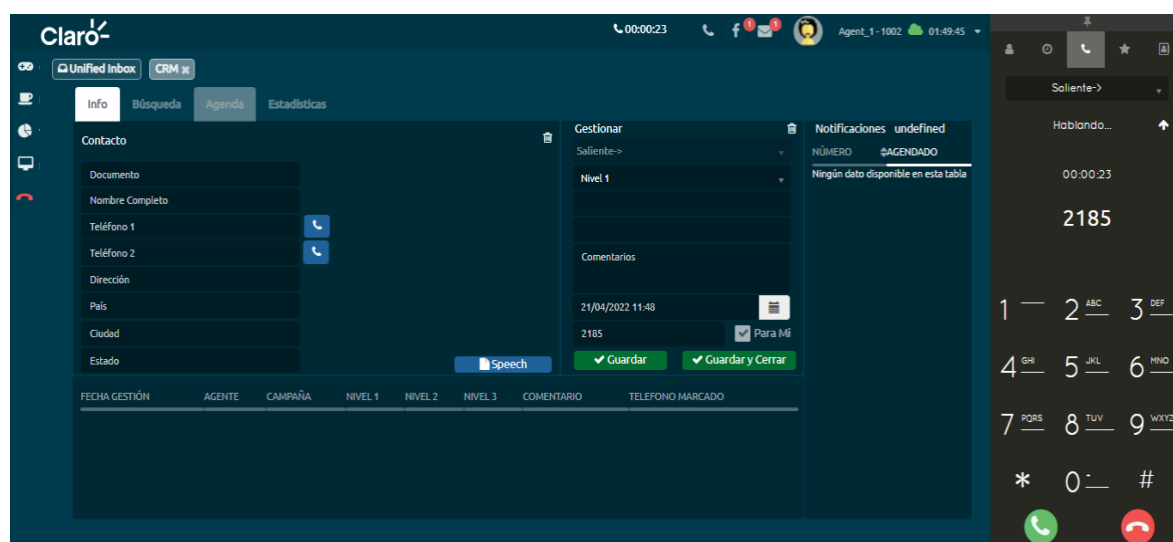 Claro
00:00:23
1
1
Agent_1 - 1002
01:49:45
Unified Inbox
CRM x
Info
Búsqueda
Agenda
Estadísticas
Contacto
Documento
Nombre Completo
Teléfono 1
Teléfono 2
Dirección
País
Ciudad
Estado
Speech
Gestionar
Saliente->
Nivel 1
Comentarios
21/04/2022 11:48
2185
Para Mi
Guardar
Guardar y Cerrar
Notificaciones undefined
NÚMERO
AGENDADO
Ningún dato disponible en esta tabla
FECHA GESTIÓN
AGENTE
CAMPAÑA
NIVEL 1
NIVEL 2
NIVEL 3
COMENTARIO
TELEFONO MARCADO
Saliente->
Hablando...
00:00:23
2185
1
2 ABC
3 DEF
4 GHI
5 JKL
6 MNO
7 PQRS
8 TUV
9 WXYZ
*
0
#